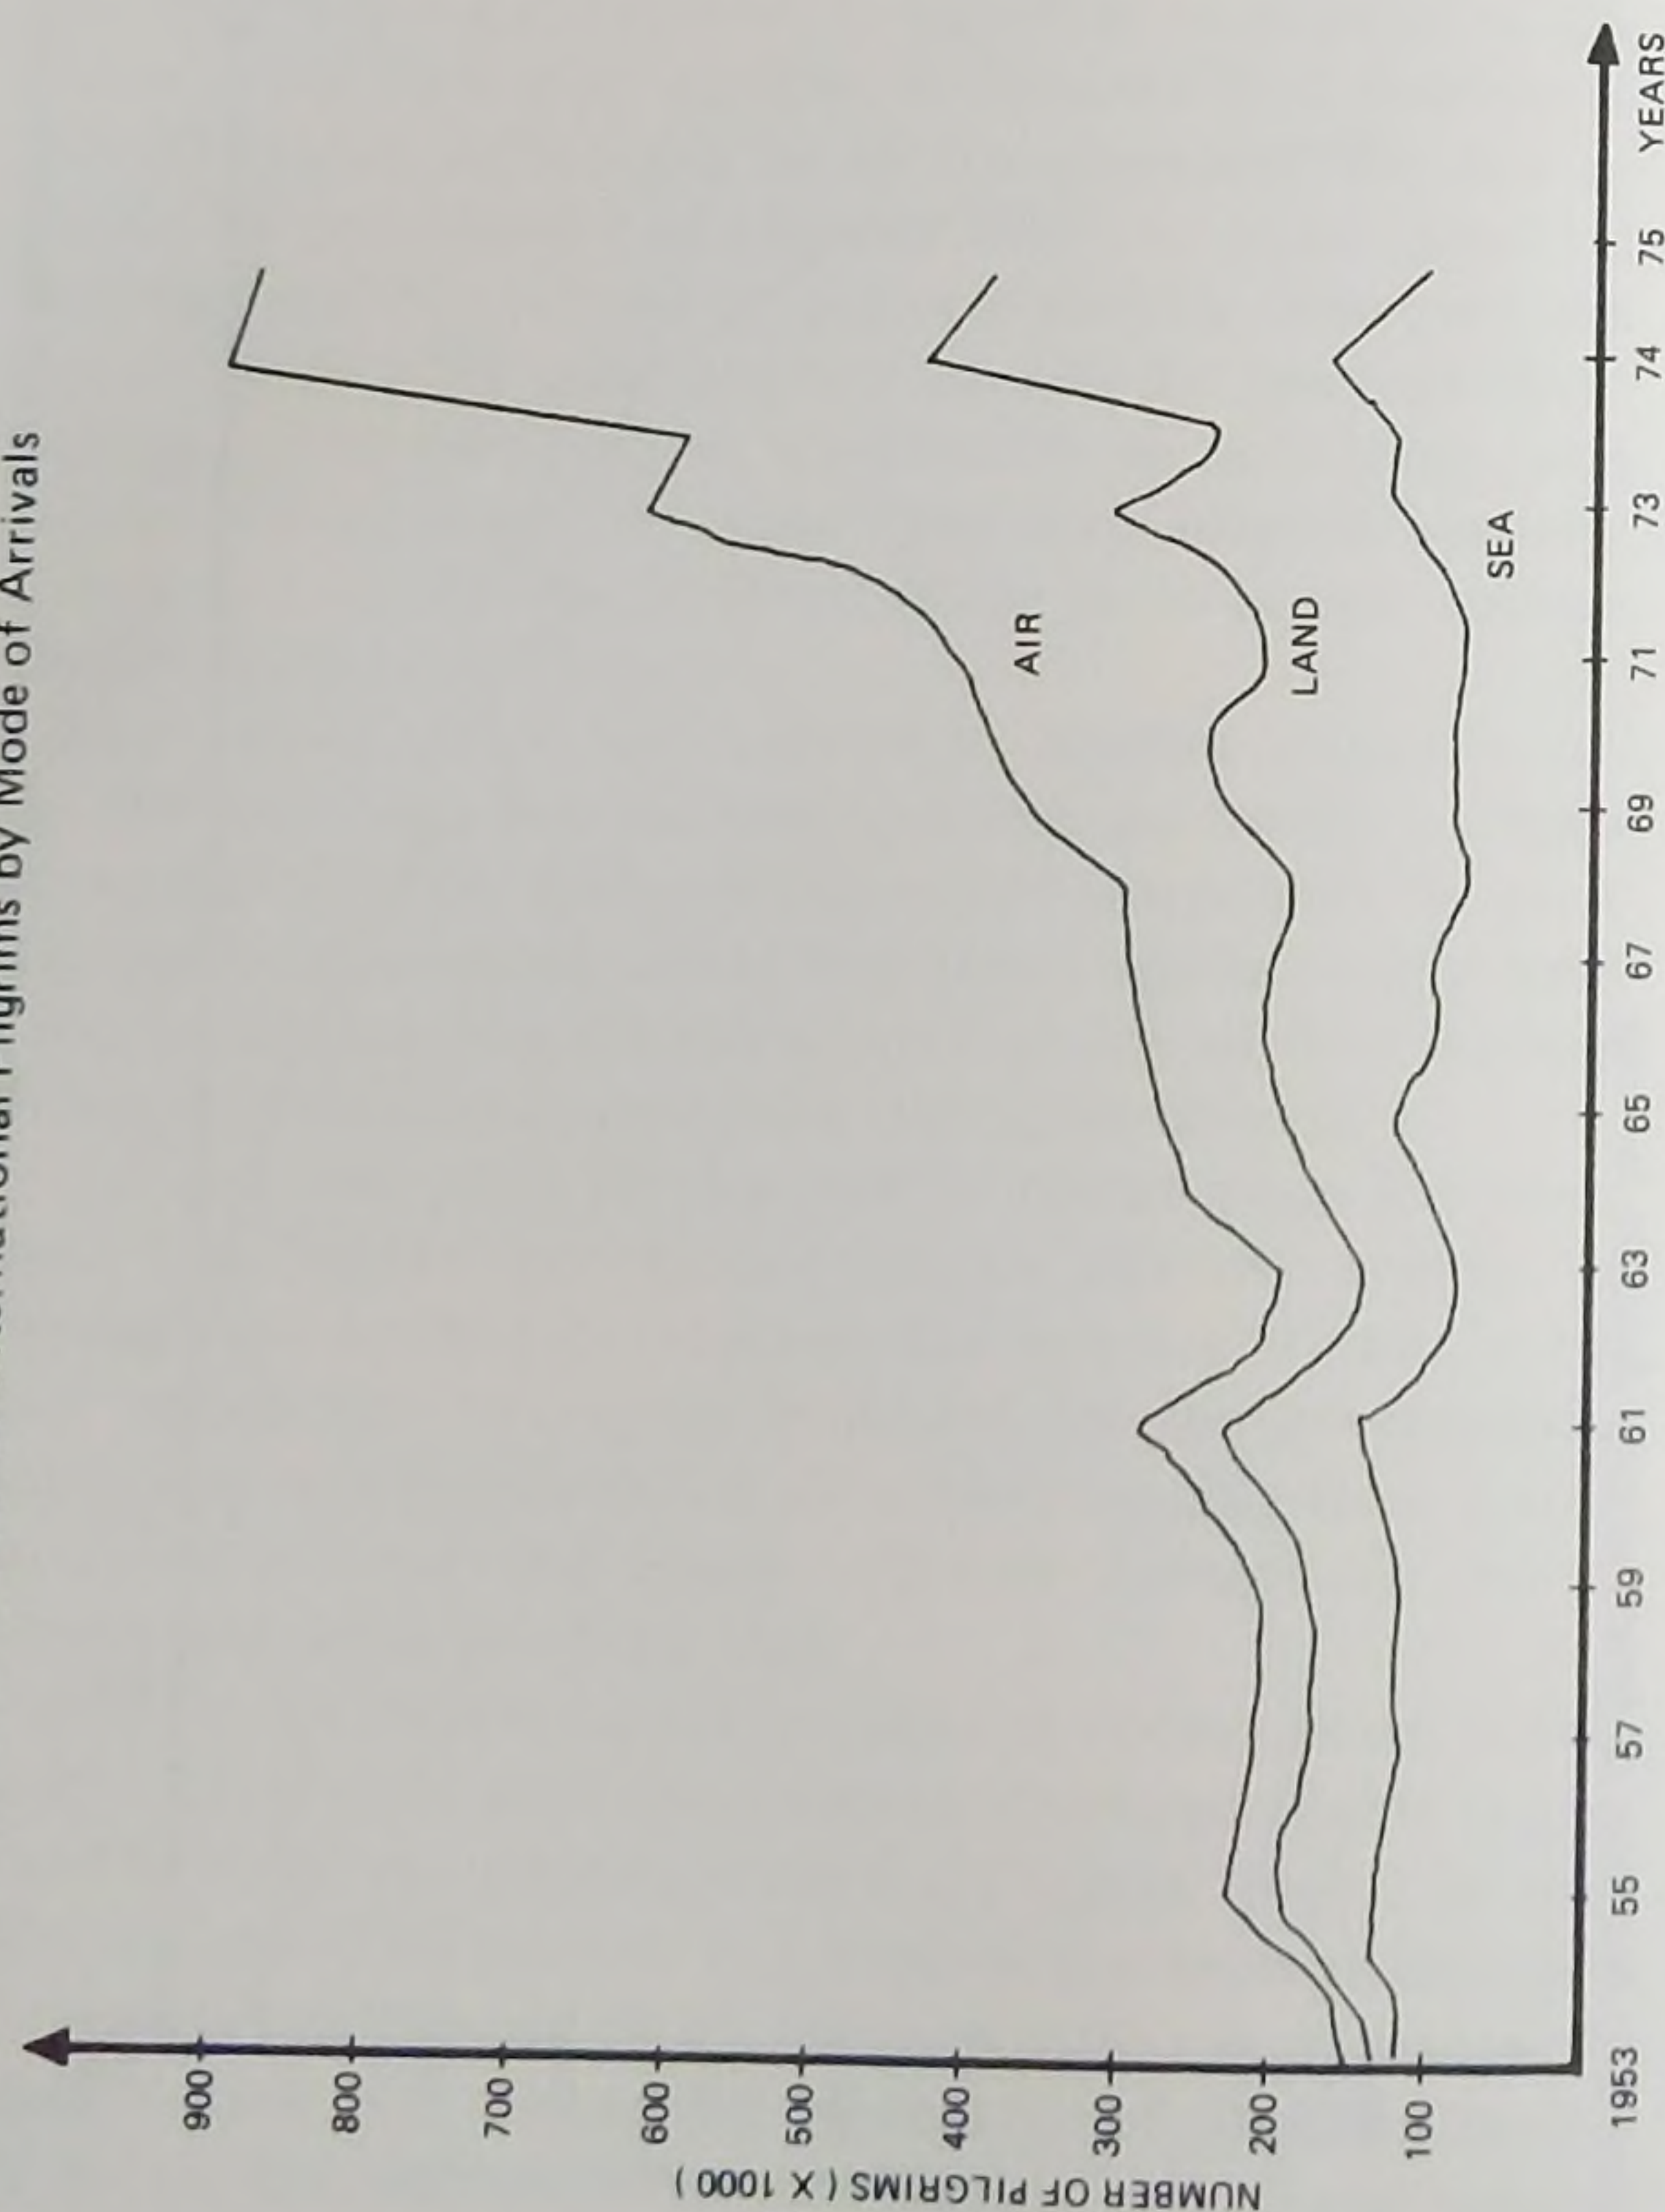 Pilgrims by Mode of Arrivals
900
800
700
600
500
400
300
200
100
NUMBER OF PILGRIMS ( X 1000 )
AIR
LAND
SEA
1953 55 57 59 61 63 65 67 69 71 73 74 75 YEARS